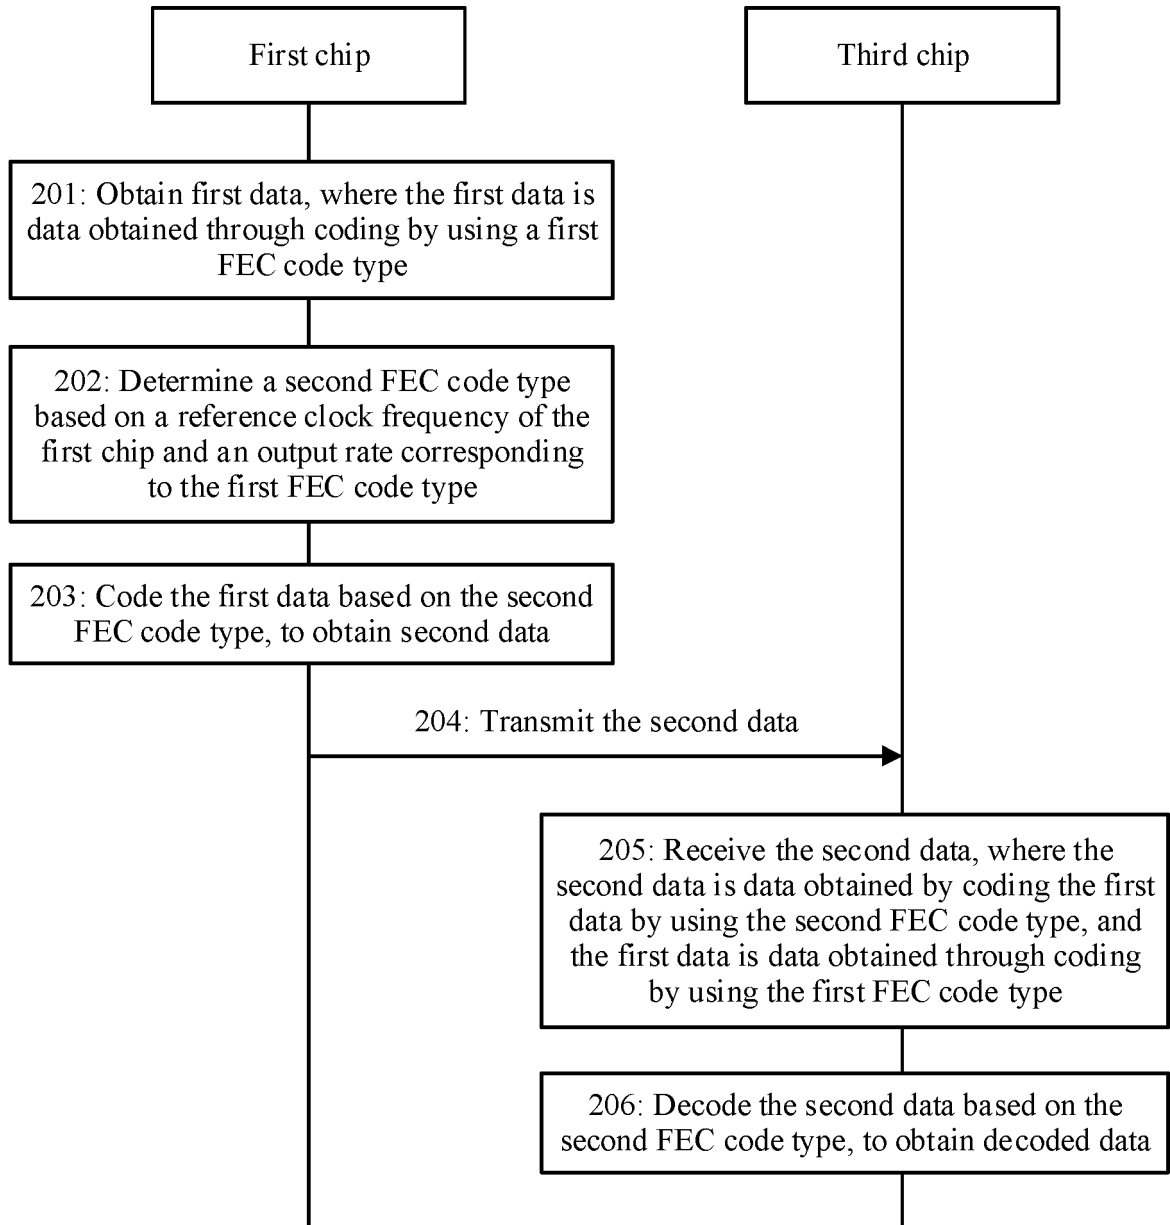 First chip
Third chip
201: Obtain first data, where the first data is
data obtained through coding by using a first
FEC code type
202: Determine a second FEC code type
based on a reference clock frequency of the
first chip and an output rate corresponding
to the first FEC code type
203: Code the first data based on the second
FEC code type, to obtain second data
204: Transmit the second data
205: Receive the second data, where the
second data is data obtained by coding the first
data by using the second FEC code type, and
the first data is data obtained through coding
by using the first FEC code type
206: Decode the second data based on the
second FEC code type, to obtain decoded data